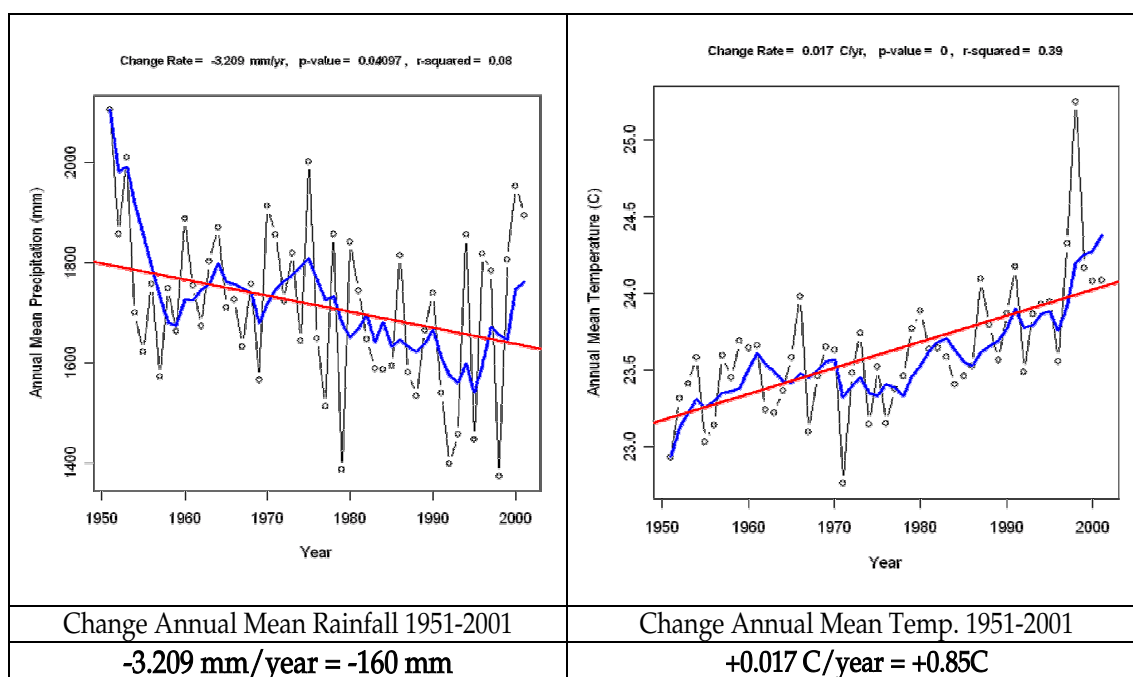 Change Rate = -3.209 mm/yr, p-value = 0.04097, r-squared = 0.08
Annual Mean Preipitation (mm)
2000
1800
1600
1400
1950 1960 1970 1980 1990 2000
Year
Change Rate = 0.017 C/yr, p-value = 0, r-squared = 0.39
Annual Mean Temperature (C)
25.0
24.5
24.0
23.5
23.0
1950 1960 1970 1980 1990 2000
Year
Change Annual Mean Rainfall 1951-2001
Change Annual Mean Temp. 1951-2001
-3.209 mm/year = -160 mm
+0.017 C/year = +0.85C